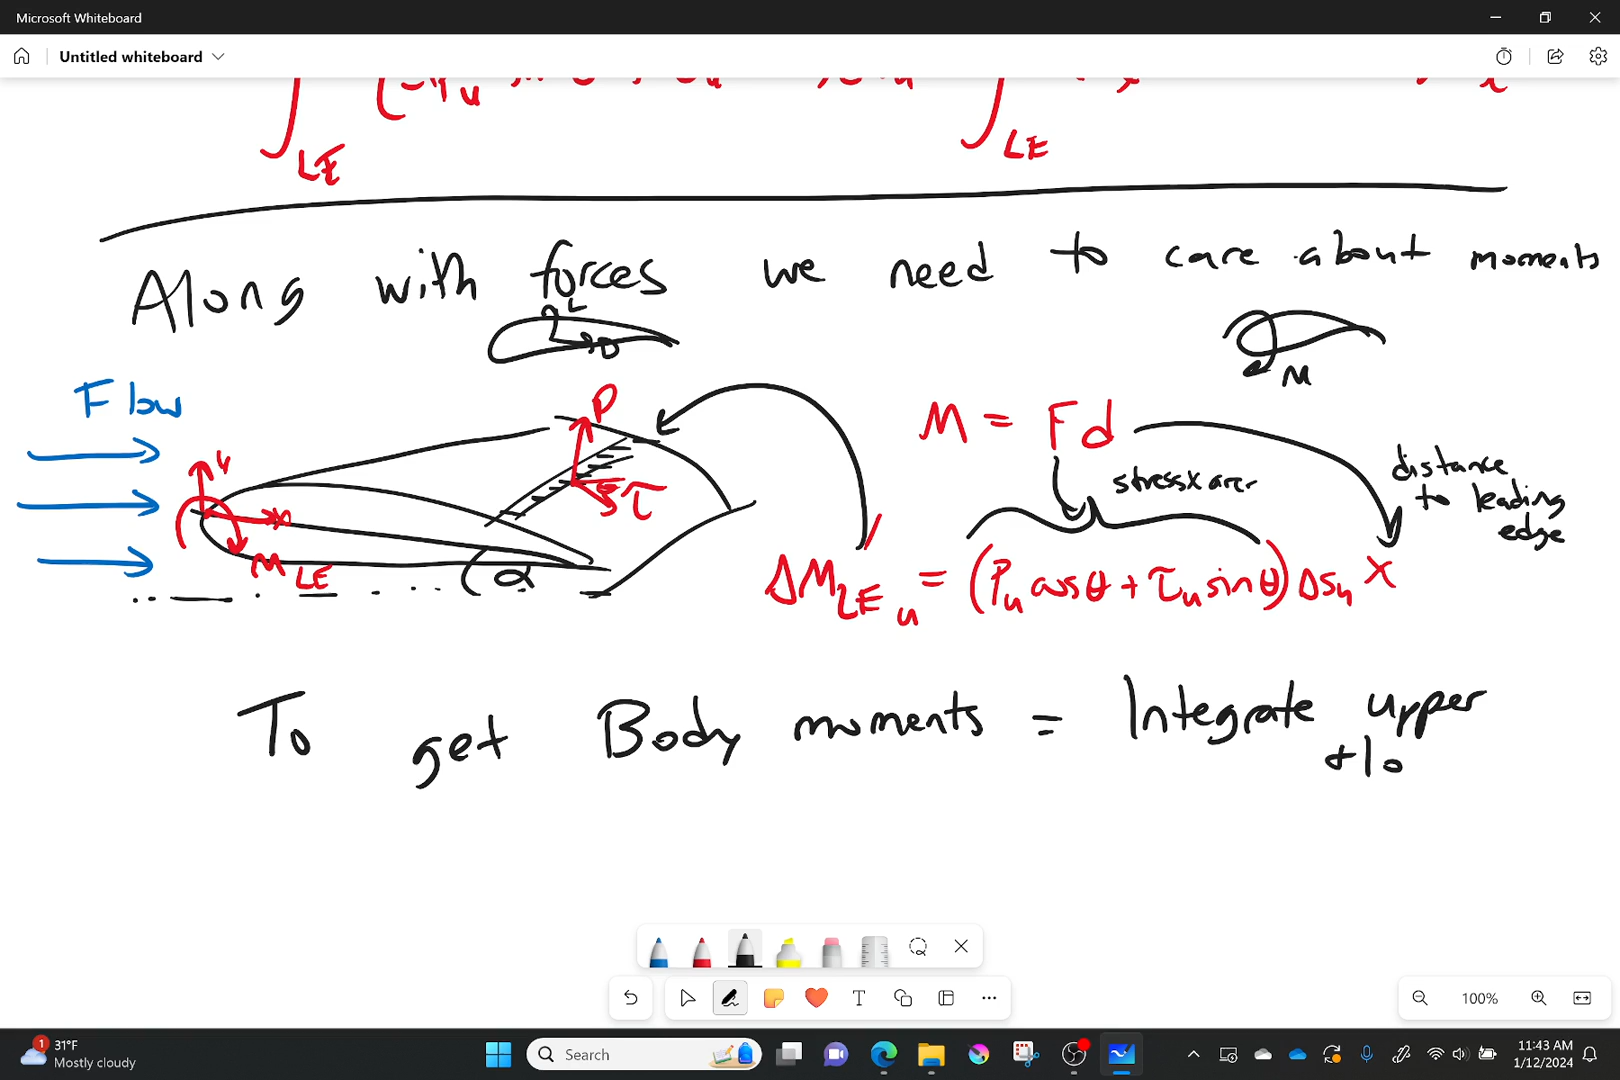 Microsoft Whiteboard
Untitled whiteboard
LE
LE
Along with forces we need to care about moments
L
D
M
Flow
P
τ
M LE
α
M = Fd
stress x area
distance
to leading
edge
ΔM LE u = (Pu cosθ + τu sinθ) Δsu x
To get Body moments = Integrate upper
+ lo
100%
1
31°F
Mostly cloudy
Search
11:43 AM
1/12/2024